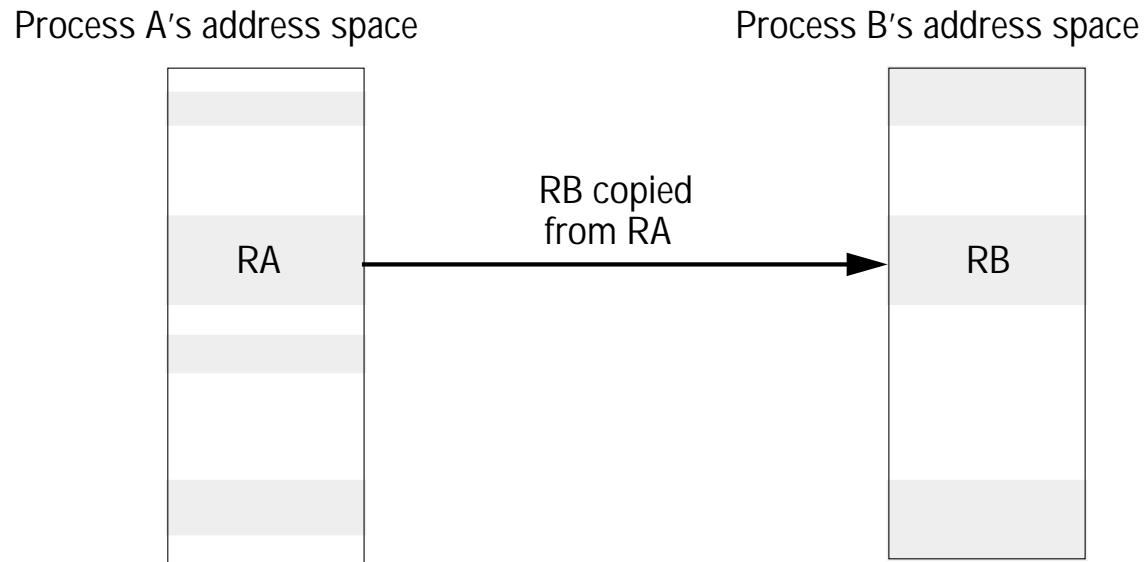 Process A's address space
Process B's address space
RB copied
from RA
RA
RB